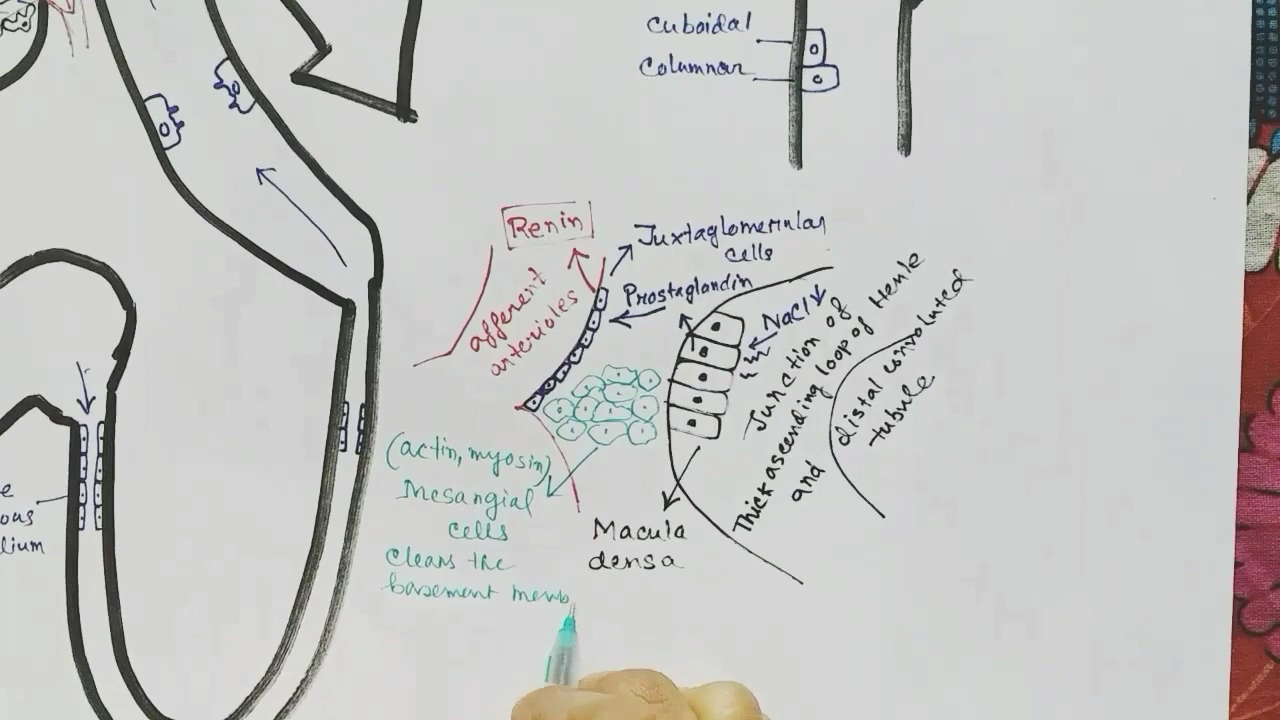 cuboidal
Columnar
Renin
Juxtaglomerular
cells
afferent
arterioles
Prostaglandin
NaCl↓
Junction of
Thick ascending loop of Henle
and
distal convoluted
tubule
(actin, myosin)
Mesangial
cells
Cleans the
basement memb
Macula
densa
ous
lium